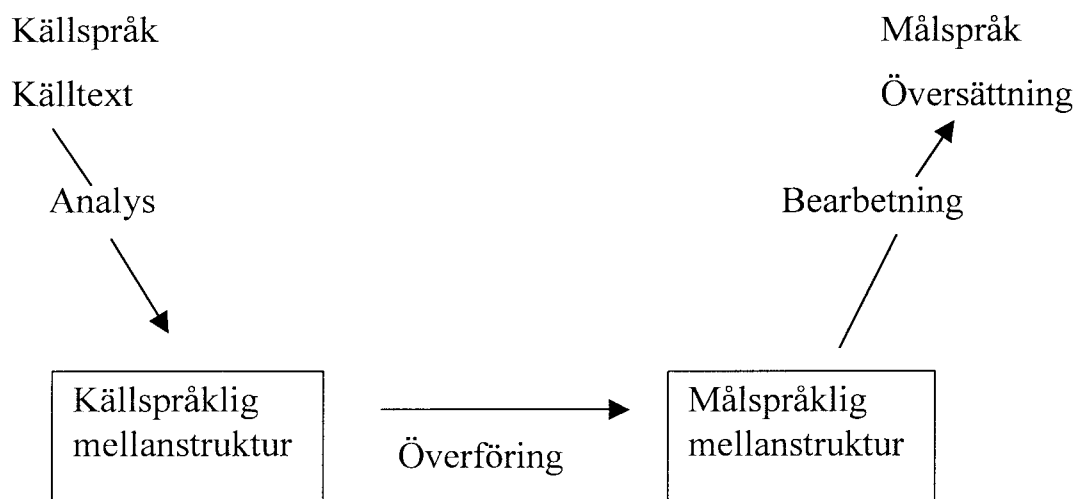 Källspråk
Målspråk
Källtext
Översättning
Analys
Bearbetning
Källspråklig
mellanstruktur
Överföring
Målspråklig
mellanstruktur